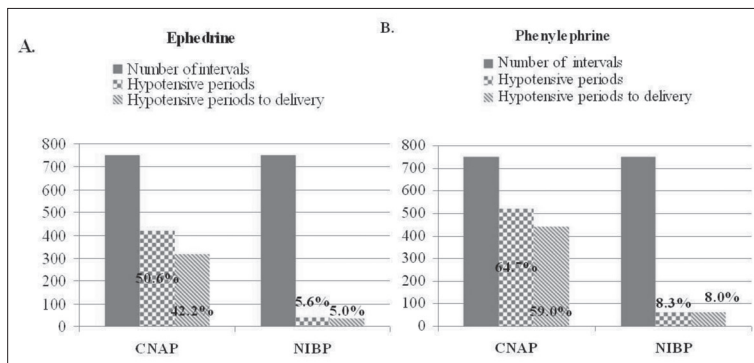 A.
Ephedrine
Number of intervals
Hypotensive periods
Hypotensive periods to delivery
800
700
600
500
400
300
200
100
0
50.6%
42.2%
5.6%
5.0%
CNAP
NIBP
B.
Phenylephrine
Number of intervals
Hypotensive periods
Hypotensive periods to delivery
800
700
600
500
400
300
200
100
0
64.7%
59.0%
8.3%
8.0%
CNAP
NIBP